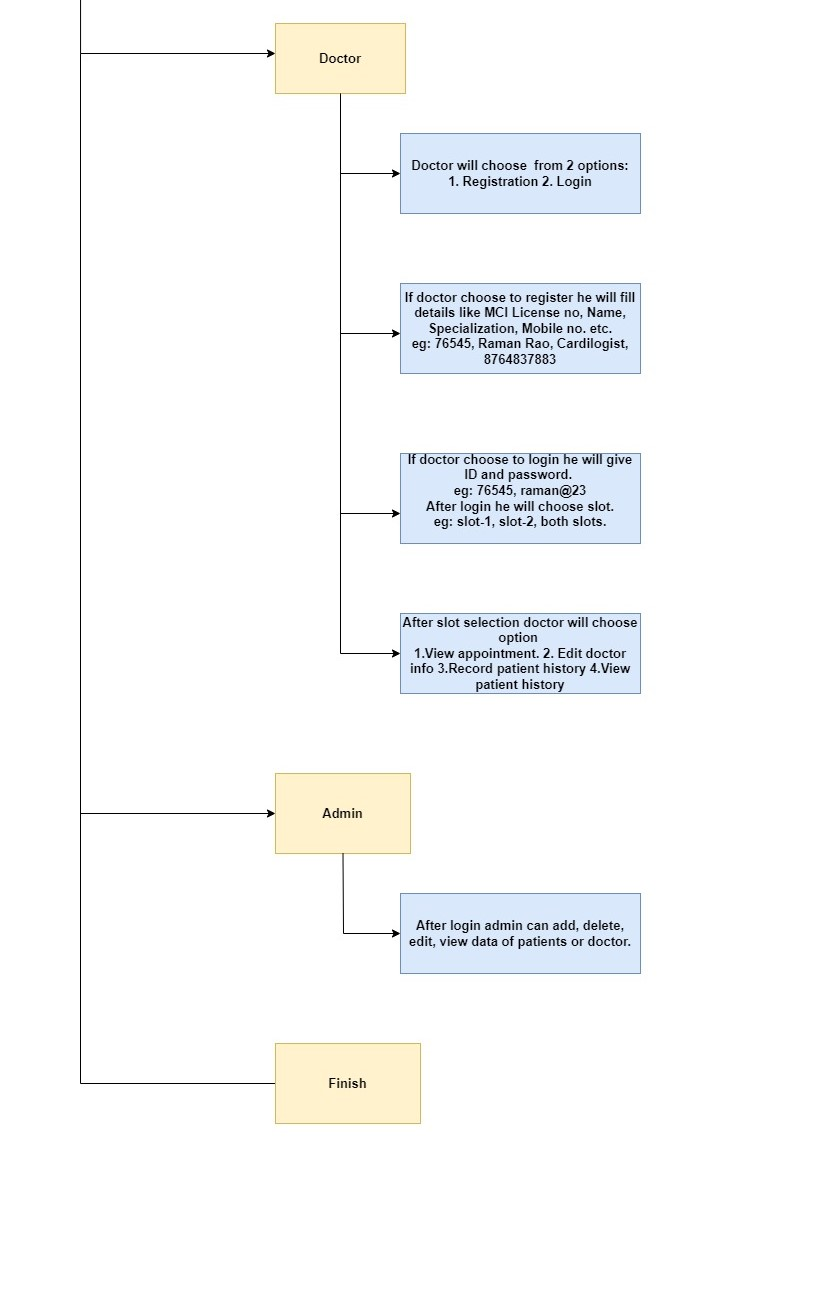 Doctor
Doctor will choose  from 2 options:
1. Registration 2. Login
If doctor choose to register he will fill
details like MCI License no, Name,
Specialization, Mobile no. etc.
eg: 76545, Raman Rao, Cardilogist,
8764837883
If doctor choose to login he will give
ID and password.
eg: 76545, raman@23
After login he will choose slot.
eg: slot-1, slot-2, both slots.
After slot selection doctor will choose
option
1.View appointment. 2. Edit doctor
info 3.Record patient history 4.View
patient history
Admin
After login admin can add, delete,
edit, view data of patients or doctor.
Finish